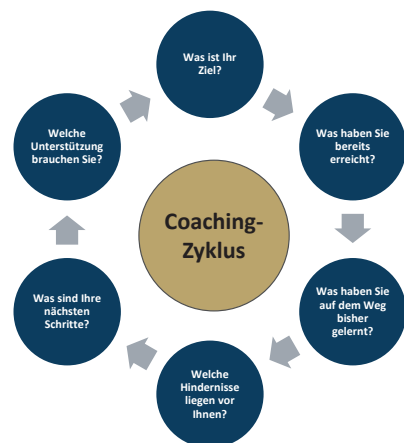 Was ist Ihr
Ziel?
Was haben Sie
bereits
erreicht?
Was haben Sie
auf dem Weg
bisher
gelernt?
Welche
Hindernisse
liegen vor
Ihnen?
Was sind Ihre
nächsten
Schritte?
Welche
Unterstützung
brauchen Sie?
Coaching-
Zyklus